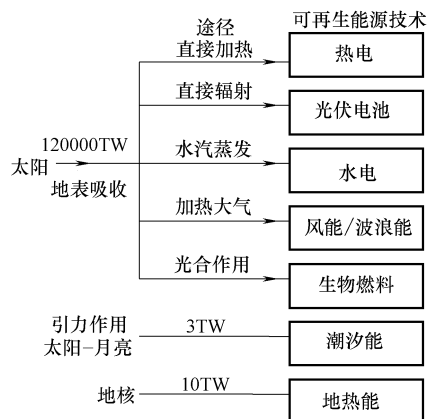 途径
可再生能源技术
直接加热
热电
直接辐射
光伏电池
120000TW
太阳
地表吸收
水汽蒸发
水电
加热大气
风能/波浪能
光合作用
生物燃料
引力作用
太阳-月亮
3TW
潮汐能
地核
10TW
地热能